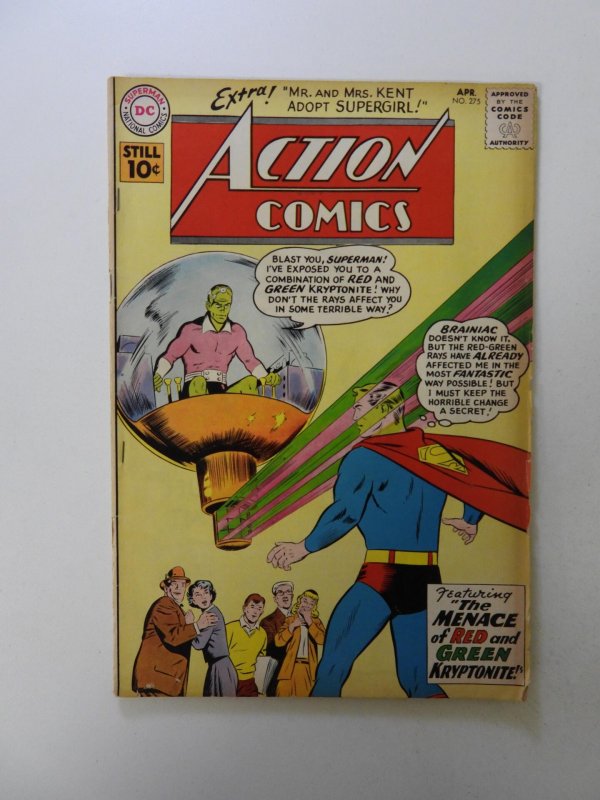 SUPERMAN
DC
NATIONAL COMICS
Extra! "MR. AND MRS. KENT
ADOPT SUPERGIRL!"
APR.
NO. 275
APPROVED
BY THE
COMICS
CODE
CA
AUTHORITY
STILL
10¢
ACTION
COMICS
BLAST YOU, SUPERMAN!
I'VE EXPOSED YOU TO A
COMBINATION OF RED AND
GREEN KRYPTONITE! WHY
DON'T THE RAYS AFFECT YOU
IN SOME TERRIBLE WAY?
BRAINIAC
DOESN'T KNOW IT,
BUT THE RED-GREEN
RAYS HAVE ALREADY
AFFECTED ME IN THE
MOST FANTASTIC
WAY POSSIBLE! BUT
I MUST KEEP THE
HORRIBLE CHANGE
A SECRET!
Featuring
"The
MENACE
of RED and
GREEN
KRYPTONITE!"